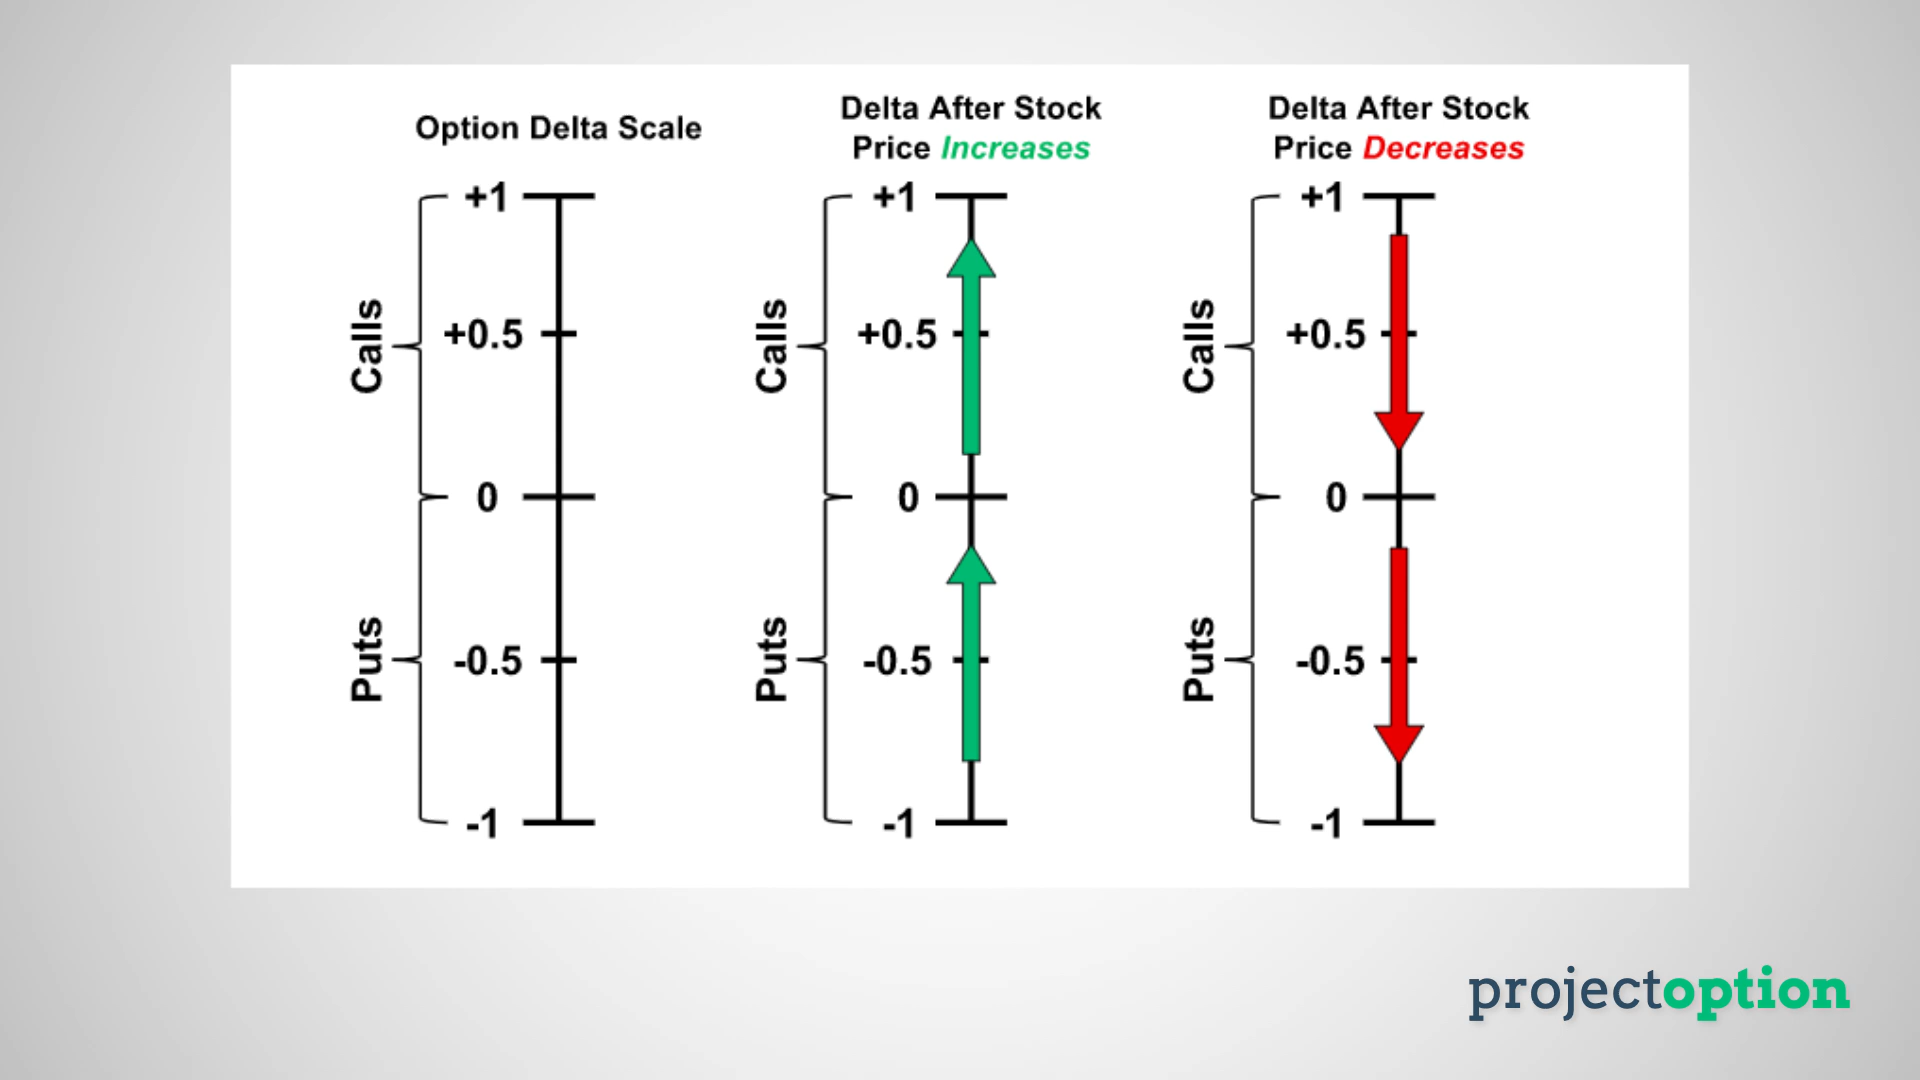 Option Delta Scale
+1
+0.5
0
-0.5
-1
Calls
Puts
Delta After Stock
Price Increases
+1
+0.5
0
-0.5
-1
Calls
Puts
Delta After Stock
Price Decreases
+1
+0.5
0
-0.5
-1
Calls
Puts
projectoption